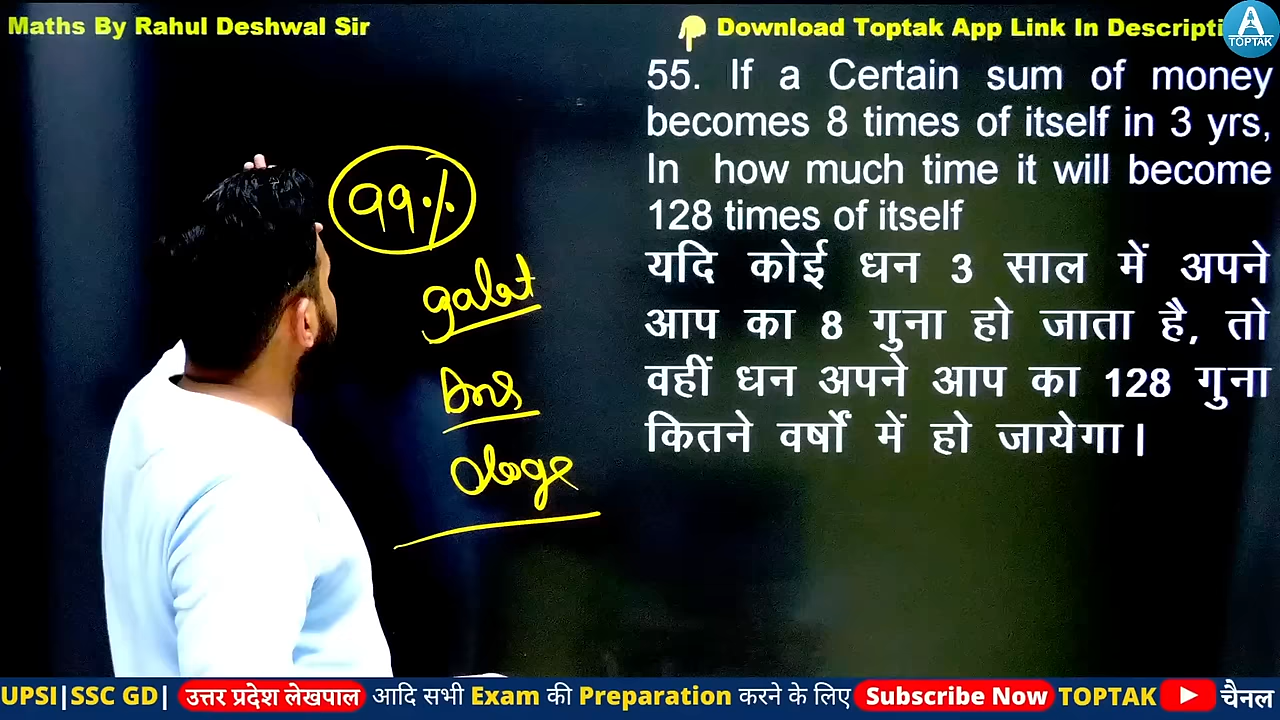 Maths By Rahul Deshwal Sir
Download Toptak App Link In Descripti
TOPTAK
55. If a Certain sum of money
becomes 8 times of itself in 3 yrs,
In how much time it will become
128 times of itself
यदि कोई धन 3 साल में अपने
आप का 8 गुना हो जाता है, तो
वहीं धन अपने आप का 128 गुना
कितने वर्षों में हो जायेगा।
99%
galat
Ans
UPSI|SSC GD| उत्तर प्रदेश लेखपाल आदि सभी Exam की Preparation करने के लिए Subscribe Now TOPTAK चैनल